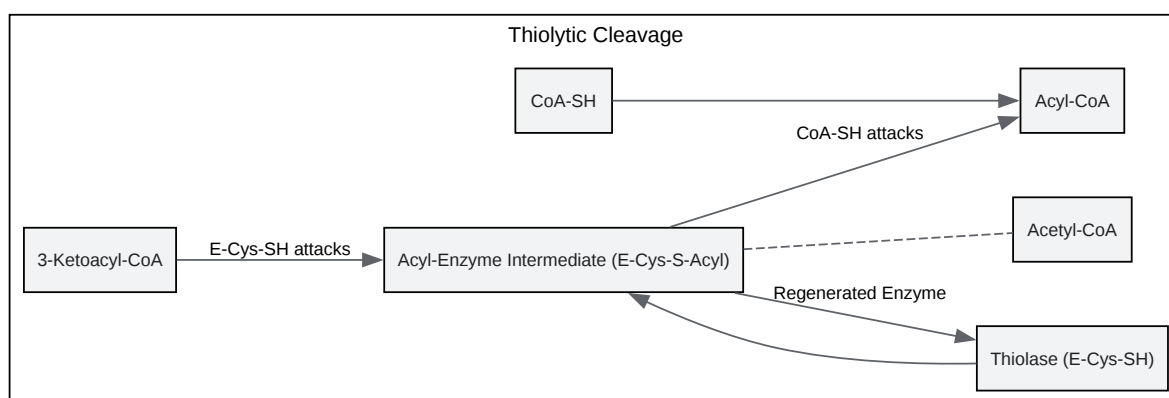 Thiolytic Cleavage
CoA-SH
Acyl-CoA
CoA-SH attacks
Acetyl-CoA
3-Ketoacyl-CoA
E-Cys-SH attacks
Acyl-Enzyme Intermediate (E-Cys-S-Acyl)
Regenerated Enzyme
Thiolase (E-Cys-SH)